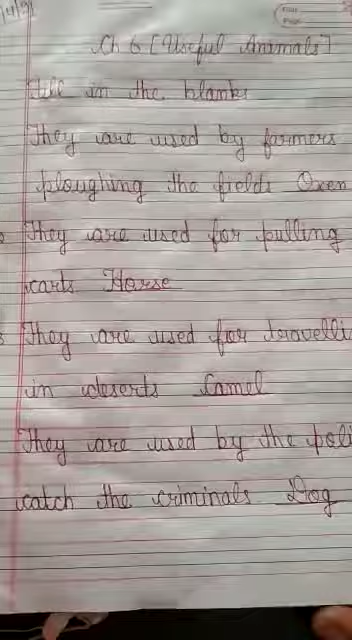 Ch 6 [Useful Animals]
Fill in the blanks
They are used by farmers
ploughing the fields Oxen
They are used for pulling
carts Horse
They are used for travelli
in deserts Camel
They are used by the poli
catch the criminals Dog